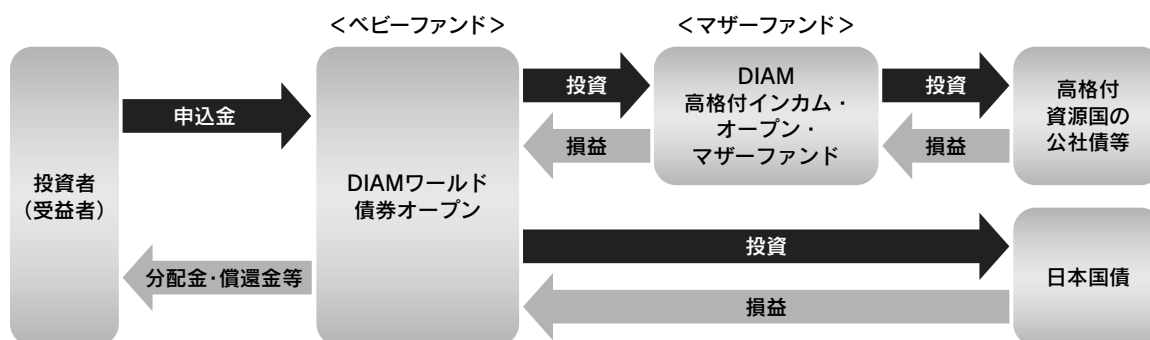 ＜ベビーファンド＞
＜マザーファンド＞
投資者
（受益者）
申込金
分配金・償還金等
DIAMワールド
債券オープン
投資
損益
DIAM
高格付インカム・
オープン・
マザーファンド
投資
損益
高格付
資源国の
公社債等
投資
損益
日本国債